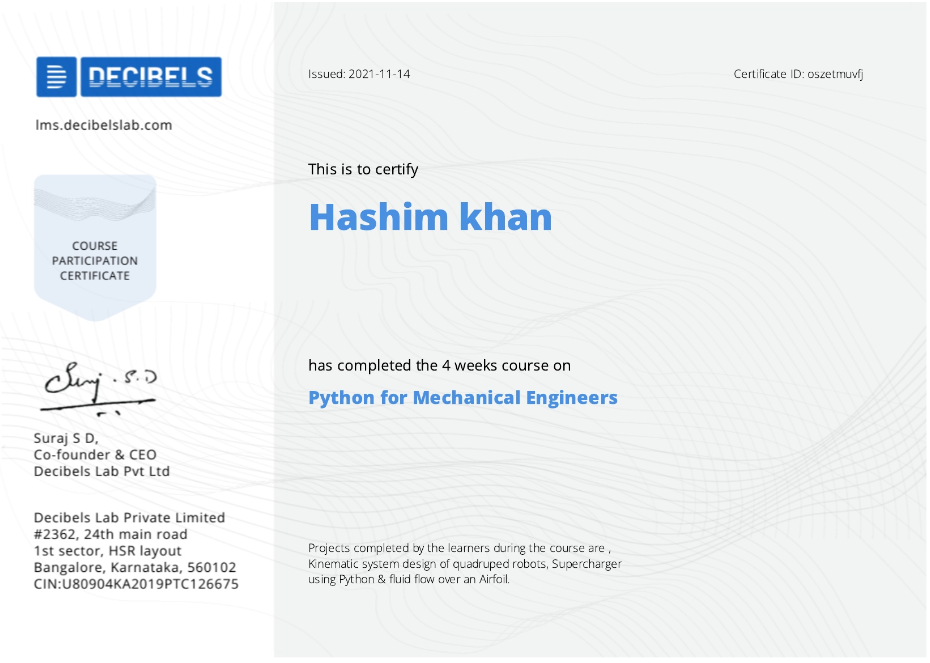 DECIBELS
lms.decibelslab.com
COURSE
PARTICIPATION
CERTIFICATE
Suraj S D,
Co-founder & CEO
Decibels Lab Pvt Ltd
Decibels Lab Private Limited
#2362, 24th main road
1st sector, HSR layout
Bangalore, Karnataka, 560102
CIN:U80904KA2019PTC126675
Issued: 2021-11-14
Certificate ID: oszetmuvfj
This is to certify
Hashim khan
has completed the 4 weeks course on
Python for Mechanical Engineers
Projects completed by the learners during the course are ,
Kinematic system design of quadruped robots, Supercharger
using Python & fluid flow over an Airfoil.